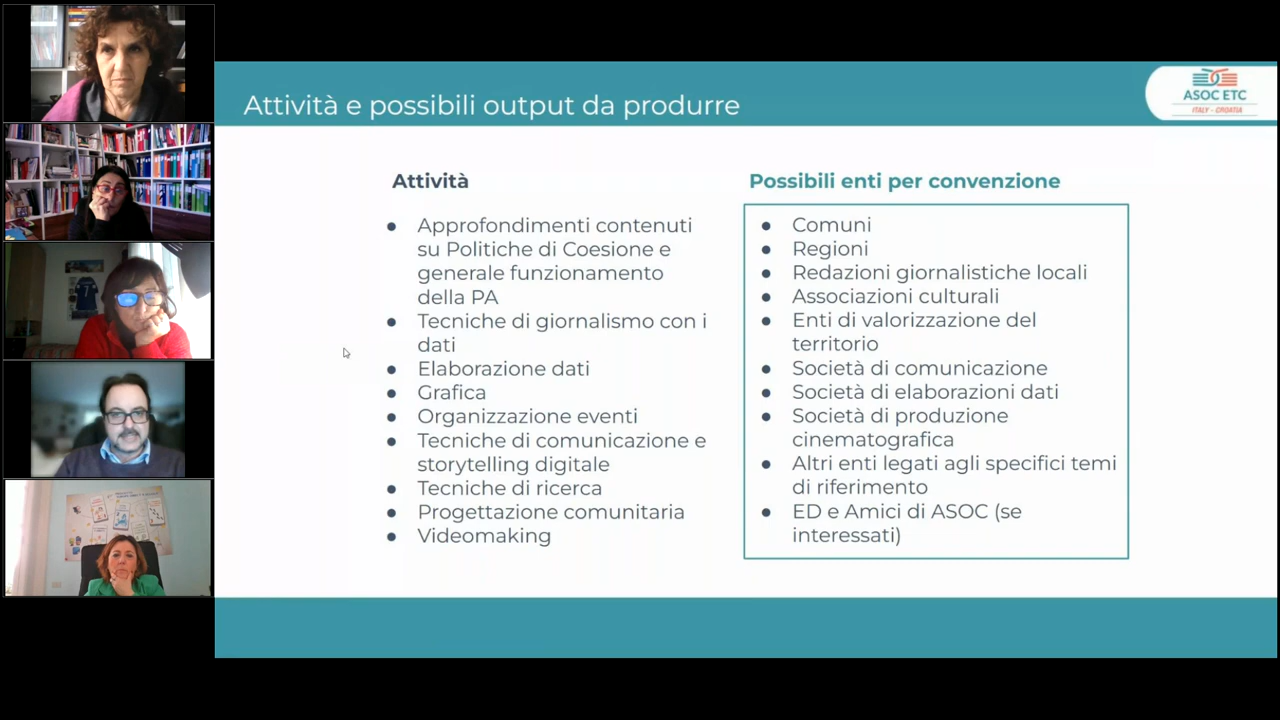 Attività e possibili output da produrre
ASOC ETC
ITALY - CROATIA
Attività
● Approfondimenti contenuti
su Politiche di Coesione e
generale funzionamento
della PA
● Tecniche di giornalismo con i
dati
● Elaborazione dati
● Grafica
● Organizzazione eventi
● Tecniche di comunicazione e
storytelling digitale
● Tecniche di ricerca
● Progettazione comunitaria
● Videomaking
Possibili enti per convenzione
● Comuni
● Regioni
● Redazioni giornalistiche locali
● Associazioni culturali
● Enti di valorizzazione del
territorio
● Società di comunicazione
● Società di elaborazioni dati
● Società di produzione
cinematografica
● Altri enti legati agli specifici temi
di riferimento
● ED e Amici di ASOC (se
interessati)